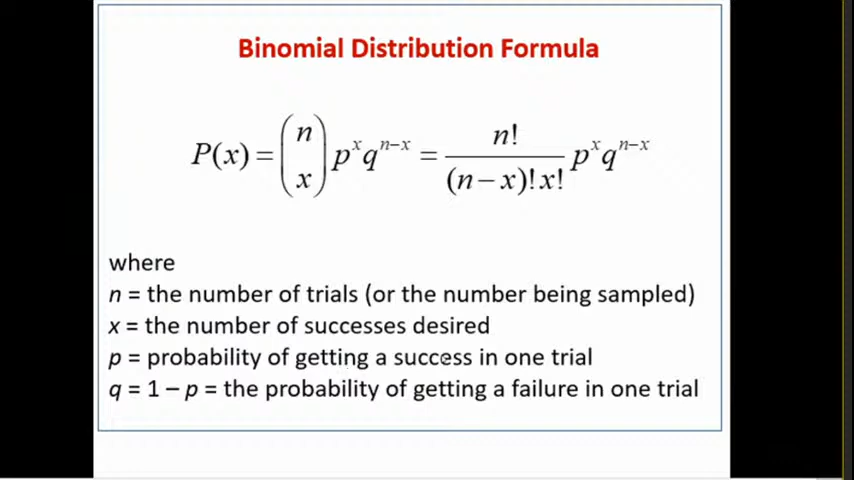 Binomial Distribution Formula
P(x) = (n x) p^x q^{n-x} = n! / (n-x)! x! p^x q^{n-x}
where
n = the number of trials (or the number being sampled)
x = the number of successes desired
p = probability of getting a success in one trial
q = 1 – p = the probability of getting a failure in one trial